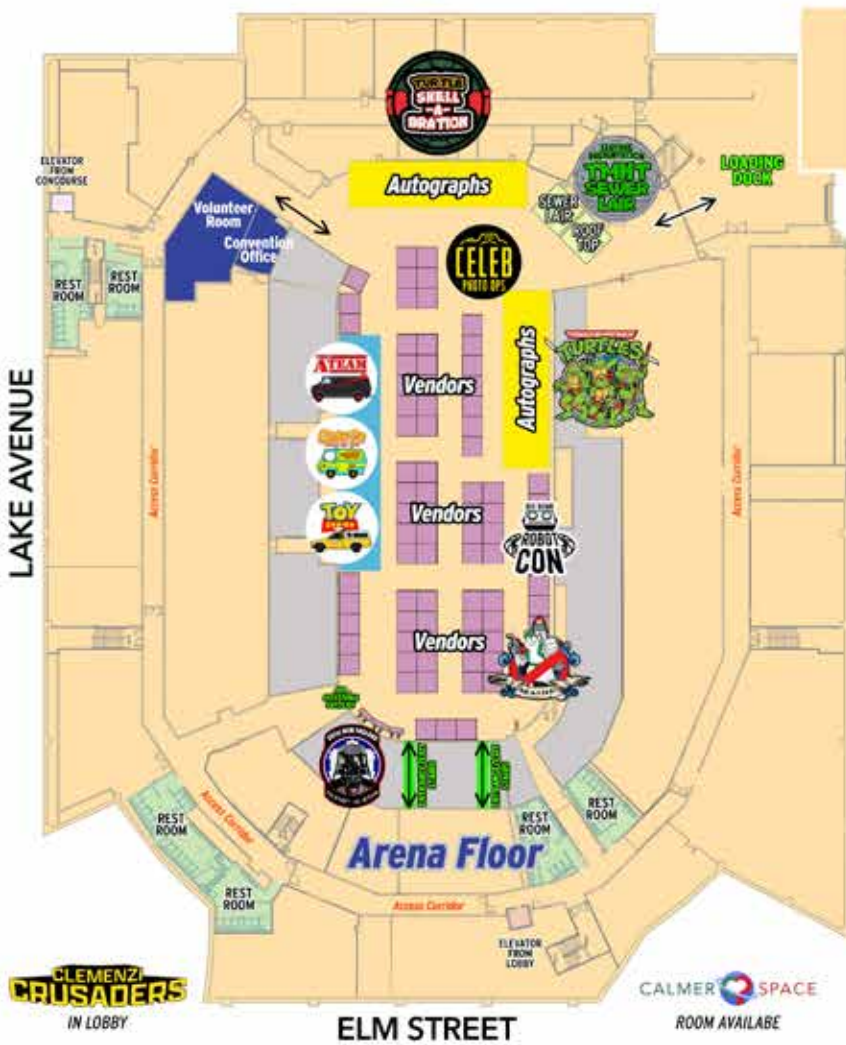 TURTLE
SHELL
-A-
BRATION
ELEVATOR
FROM
CONCOURSE
Autographs
TMNT
SEWER
LAIR
LOADING
DOCK
SEWER
LAIR
ROOF
TOP
Volunteer
Room
Convention
Office
CELEB
PHOTO OPS
REST
ROOM
REST
ROOM
LAKE AVENUE
A TEAM
Vendors
Autographs
TURTLES
Access Corridor
Access Corridor
TOY
Vendors
ROBOT
CON
Vendors
REST
ROOM
Access Corridor
REST
ROOM
REST
ROOM
REST
ROOM
Arena Floor
Access Corridor
ELEVATOR
FROM
LOBBY
CLEMENZI
CRUSADERS
IN LOBBY
ELM STREET
CALMER SPACE
ROOM AVAILABE